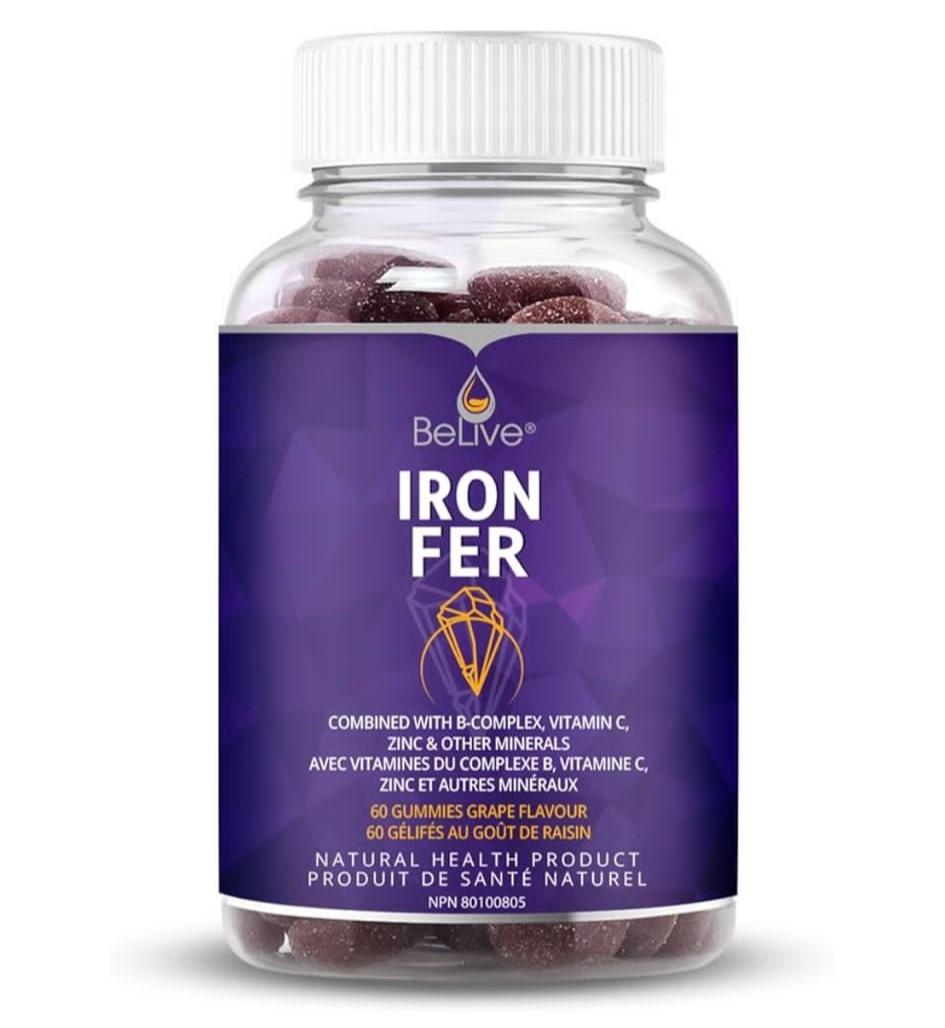 BeLive®
IRON
FER
COMBINED WITH B-COMPLEX, VITAMIN C,
ZINC & OTHER MINERALS
AVEC VITAMINES DU COMPLEXE B, VITAMINE C,
ZINC ET AUTRES MINÉRAUX
60 GUMMIES GRAPE FLAVOUR
60 GÉLIFÉS AU GOÛT DE RAISIN
NATURAL HEALTH PRODUCT
PRODUIT DE SANTÉ NATUREL
NPN 80100805